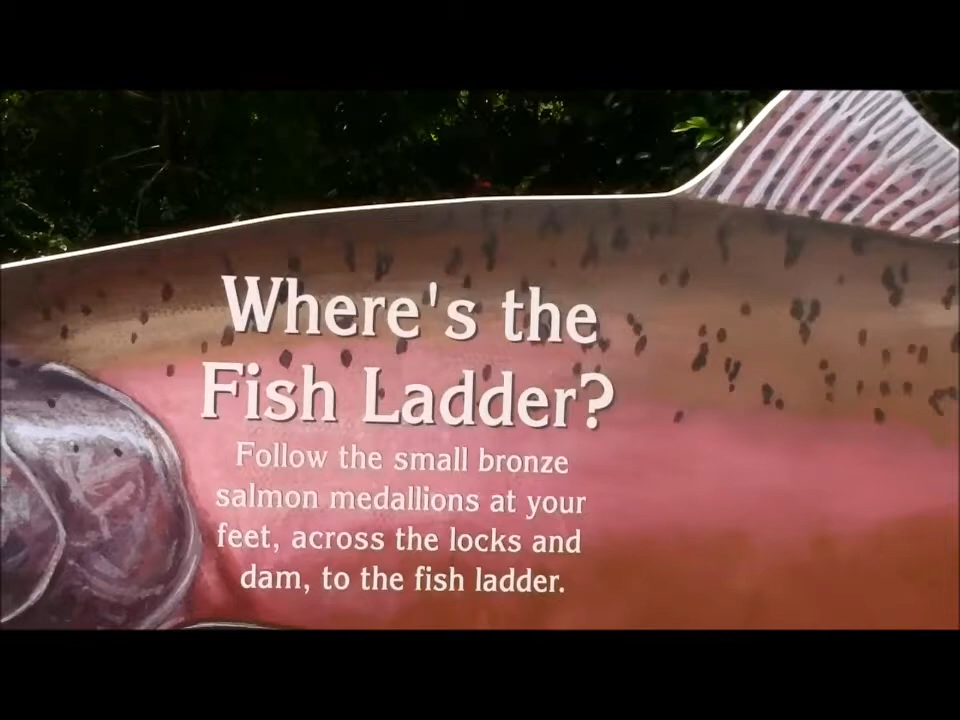 Where's the
Fish Ladder?
Follow the small bronze
salmon medallions at your
feet, across the locks and
dam, to the fish ladder.